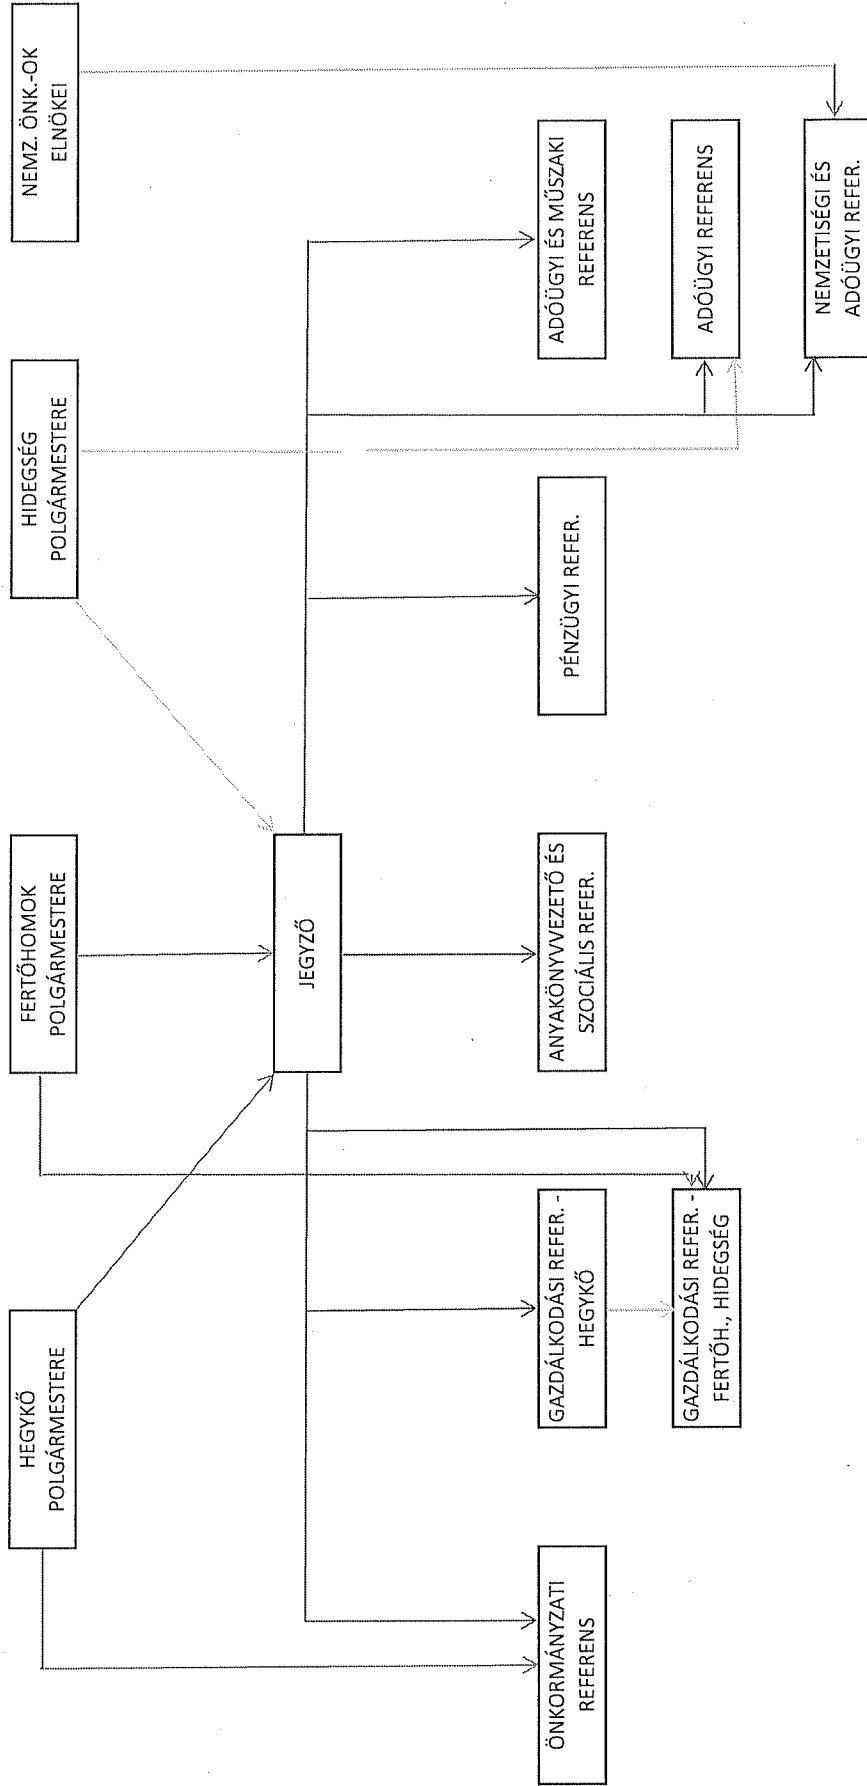 HEGYKŐ
POLGÁRMESTERE
FERTŐHOMOK
POLGÁRMESTERE
HIDEGSÉG
POLGÁRMESTERE
NEMZ. ÖNK.-OK
ELNÖKEI
JEGYZŐ
ÖNKORMÁNYZATI
REFERENS
GAZDÁLKODÁSI REFER. -
HEGYKŐ
ANYAKÖNYVVEZETŐ ÉS
SZOCIÁLIS REFER.
PÉNZÜGYI REFER.
ADÓÜGYI ÉS MŰSZAKI
REFERENS
GAZDÁLKODÁSI REFER. -
FERTŐH., HIDEGSÉG
ADÓÜGYI REFERENS
NEMZETISÉGI ÉS
ADÓÜGYI REFER.